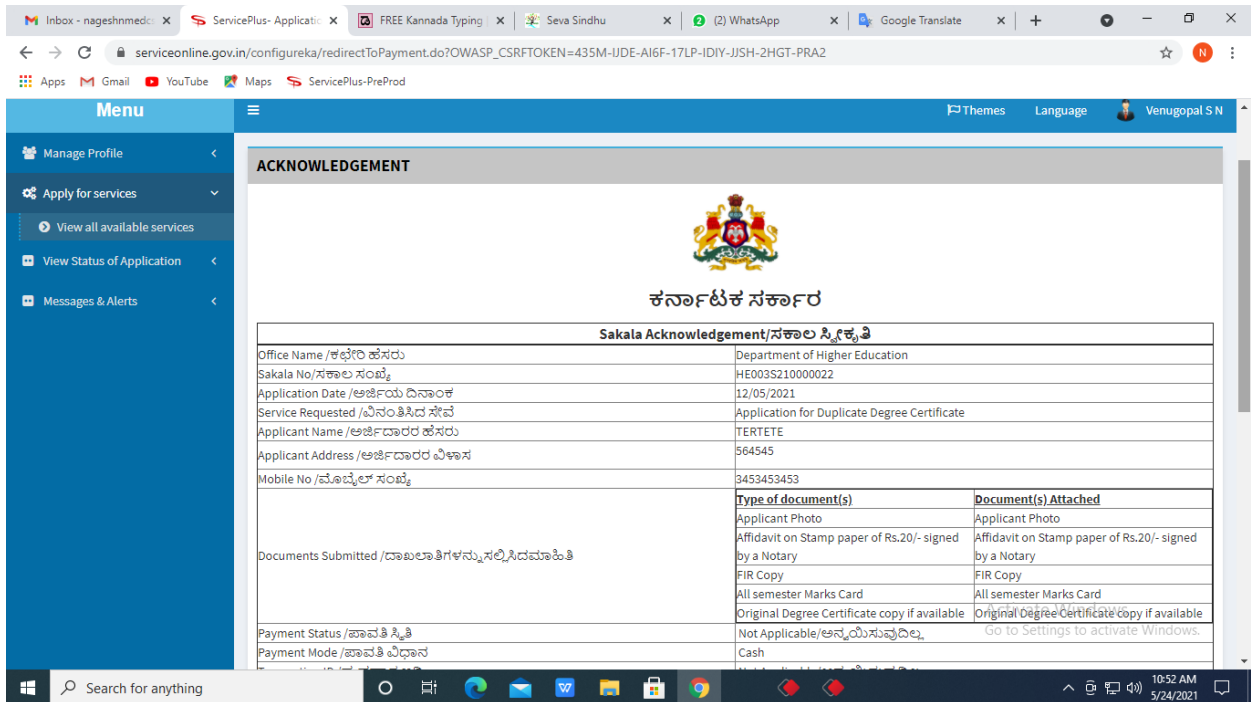 Inbox - nageshnmedc
ServicePlus- Applicatic
FREE Kannada Typing
Seva Sindhu
(2) WhatsApp
Google Translate
serviceonline.gov.in/configureka/redirectToPayment.do?OWASP_CSRFTOKEN=435M-IJDE-AI6F-17LP-IDIY-JJSH-2HGT-PRA2
N
Apps Gmail YouTube Maps ServicePlus-PreProd
Menu
Themes Language Venugopal S N
Manage Profile
Apply for services
View all available services
View Status of Application
Messages & Alerts
ACKNOWLEDGEMENT
ಕರ್ನಾಟಕ ಸರ್ಕಾರ
Sakala Acknowledgement/ಸಕಾಲ ಸ್ವೀಕೃತಿ
Office Name /ಕಛೇರಿ ಹೆಸರು Department of Higher Education
Sakala No/ಸಕಾಲ ಸಂಖ್ಯೆ HE003S210000022
Application Date /ಅರ್ಜಿಯ ದಿನಾಂಕ 12/05/2021
Service Requested /ವಿನಂತಿಸಿದ ಸೇವೆ Application for Duplicate Degree Certificate
Applicant Name /ಅರ್ಜಿದಾರರ ಹೆಸರು TERTETE
Applicant Address /ಅರ್ಜಿದಾರರ ವಿಳಾಸ 564545
Mobile No /ಮೊಬೈಲ್ ಸಂಖ್ಯೆ 3453453453
Documents Submitted /ದಾಖಲಾತಿಗಳನ್ನು ಸಲ್ಲಿಸಿದಮಾಹಿತಿ
Type of document(s) Document(s) Attached
Applicant Photo Applicant Photo
Affidavit on Stamp paper of Rs.20/- signed Affidavit on Stamp paper of Rs.20/- signed
by a Notary by a Notary
FIR Copy FIR Copy
All semester Marks Card All semester Marks Card
Original Degree Certificate copy if available Original Degree Certificate copy if available
Payment Status /ಪಾವತಿ ಸ್ಥಿತಿ Not Applicable/ಅನ್ವಯಿಸುವುದಿಲ್ಲ
Payment Mode /ಪಾವತಿ ವಿಧಾನ Cash
Activate Windows
Go to Settings to activate Windows.
Search for anything
10:52 AM
5/24/2021